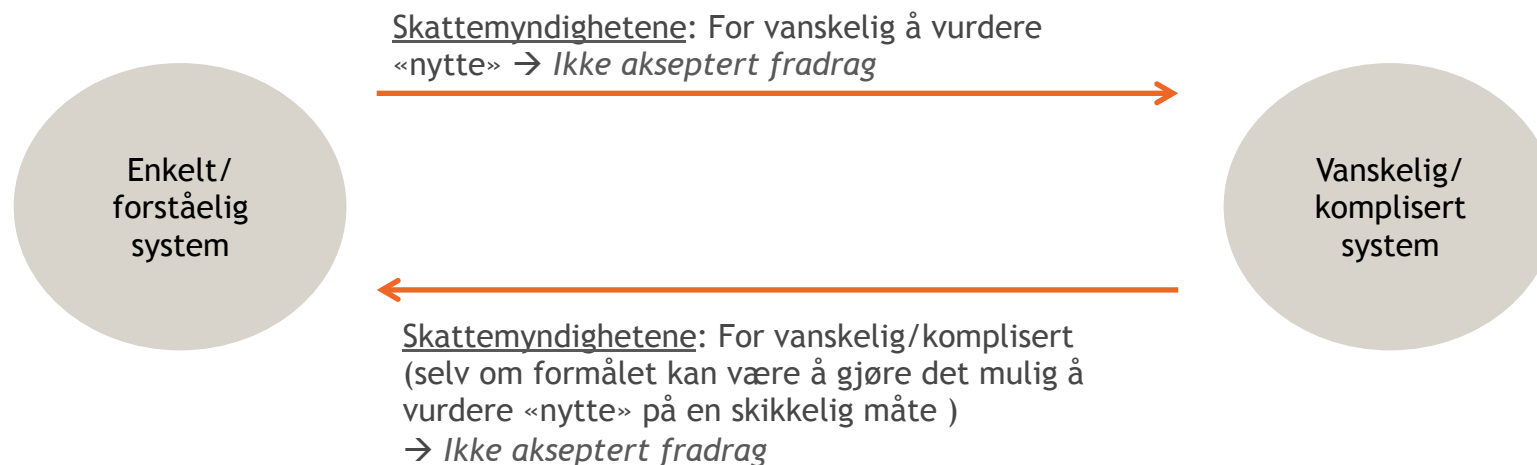 Skattemyndighetene: For vanskelig å vurdere
«nytte» → Ikke akseptert fradrag
Enkelt/
forståelig
system
Vanskelig/
komplisert
system
Skattemyndighetene: For vanskelig/komplisert
(selv om formålet kan være å gjøre det mulig å
vurdere «nytte» på en skikkelig måte )
→ Ikke akseptert fradrag